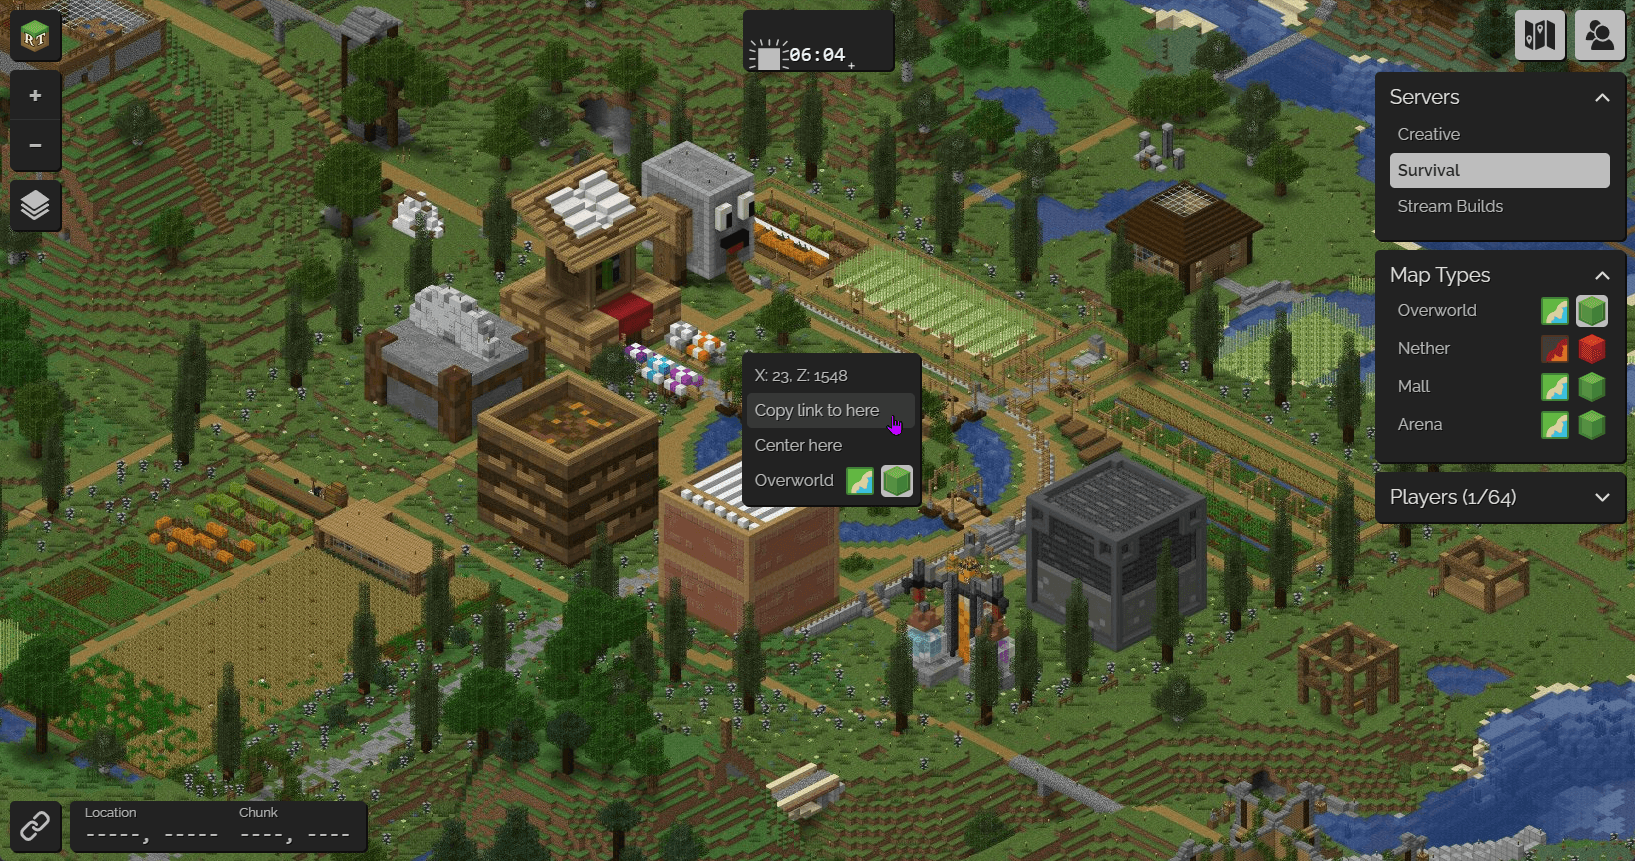 RT
06:04
+
−
Servers
Creative
Survival
Stream Builds
Map Types
Overworld
Nether
Mall
Arena
Players (1/64)
X: 23, Z: 1548
Copy link to here
Center here
Overworld
Location
-----, -----
Chunk
----, ----